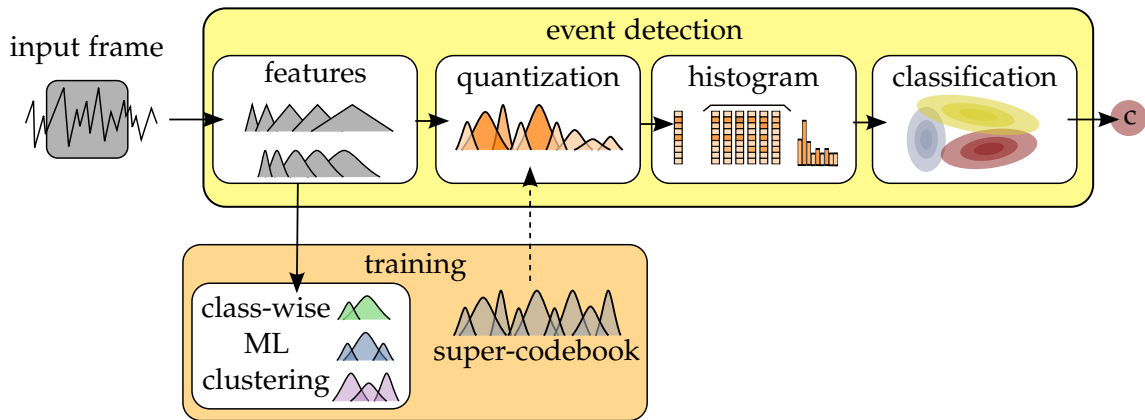 event detection
input frame
features
quantization
histogram
classification
c
training
class-wise
ML
clustering
super-codebook